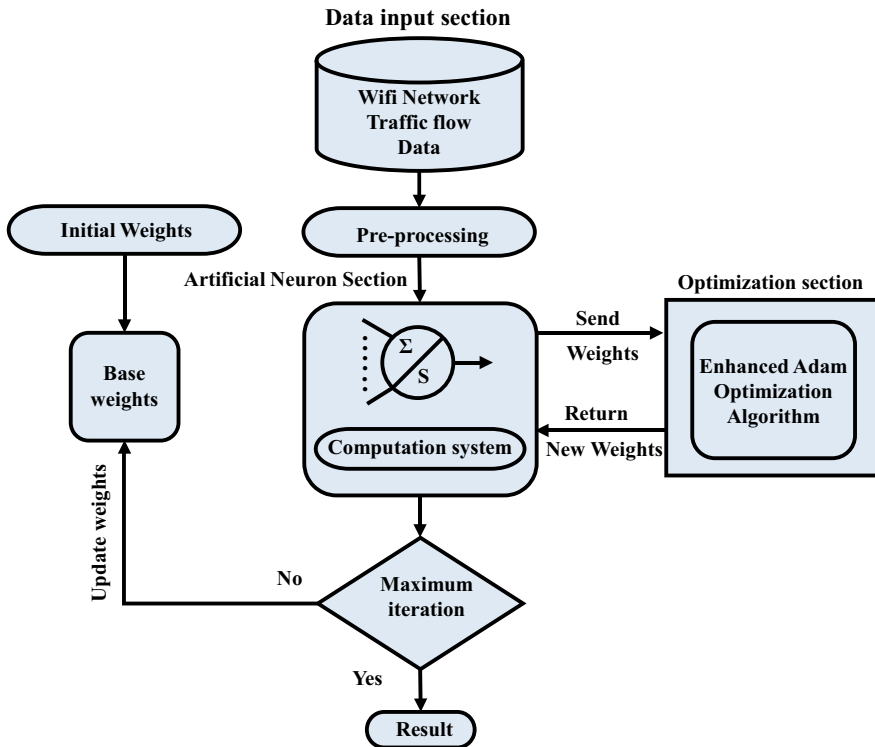 Data input section
Wifi Network
Traffic flow
Data
Initial Weights
Pre-processing
Artificial Neuron Section
Optimization section
Σ
S
Send
Weights
Enhanced Adam
Optimization
Algorithm
Base
weights
Return
New Weights
Computation system
Update weights
No
Maximum
iteration
Yes
Result